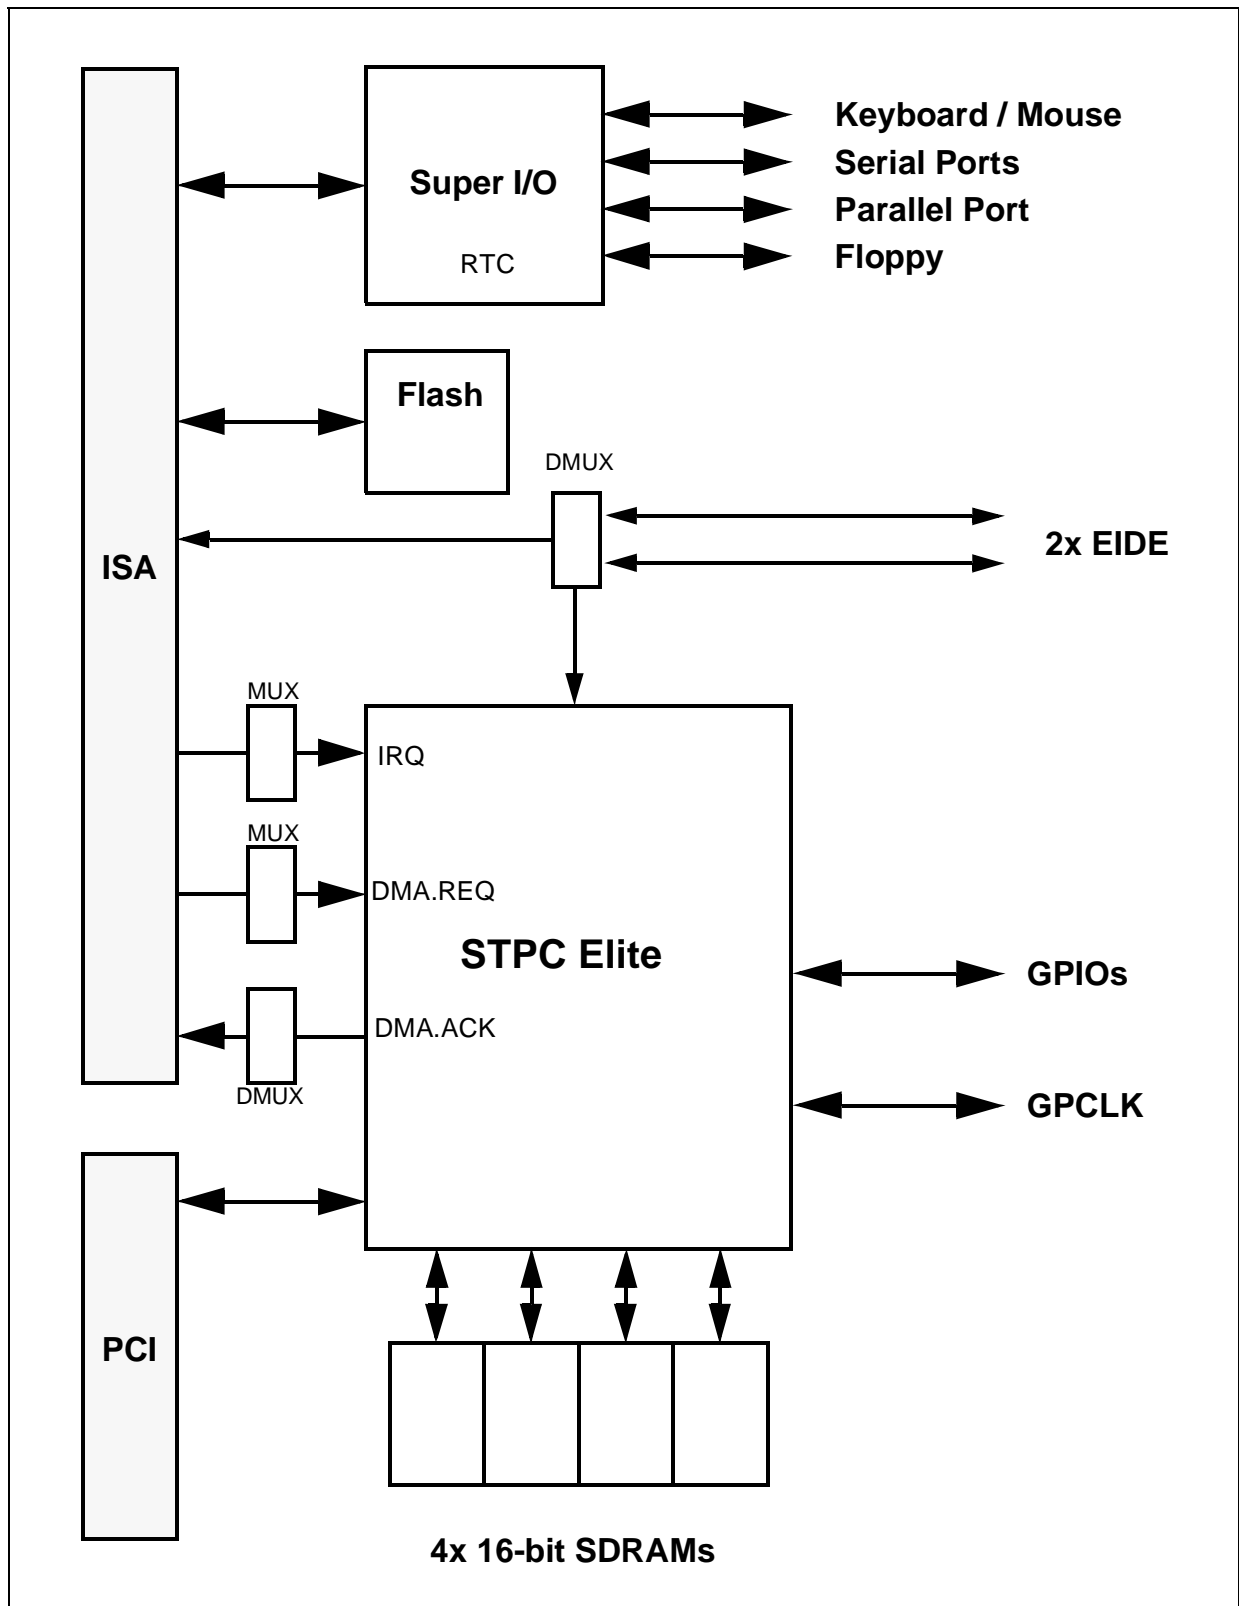 Keyboard / Mouse
Serial Ports
Super I/O
Parallel Port
RTC
Floppy
Flash
DMUX
ISA
2x EIDE
MUX
IRQ
MUX
DMA.REQ
STPC Elite
GPIOs
DMA.ACK
DMUX
GPCLK
PCI
4x 16-bit SDRAMs